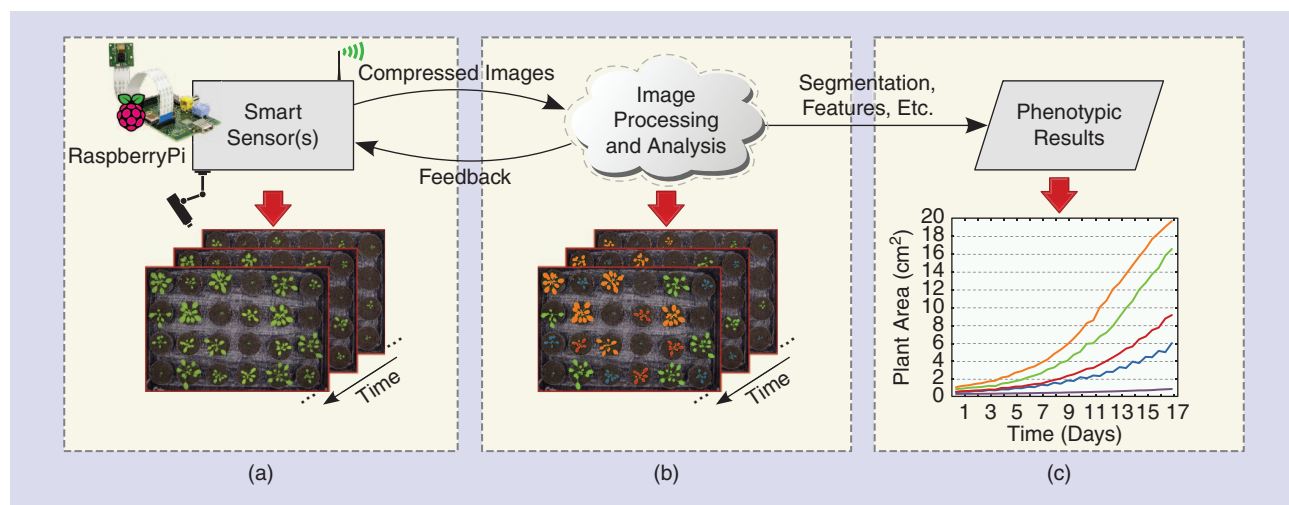 Smart
Sensor(s)
RaspberryPi
Compressed Images
Feedback
... Time ...
(a)
Image
Processing
and Analysis
... Time ...
(b)
Segmentation,
Features, Etc.
Phenotypic
Results
Plant Area (cm²)
20
18
16
14
12
10
8
6
4
2
0
1 3 5 7 9 11 13 15 17
Time (Days)
(c)